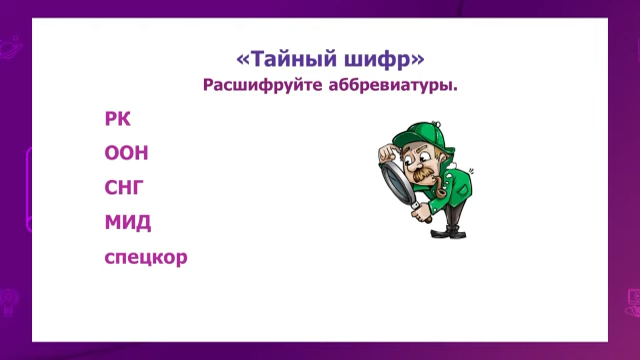 «Тайный шифр»
Расшифруйте аббревиатуры.
РК
ООН
СНГ
МИД
спецкор